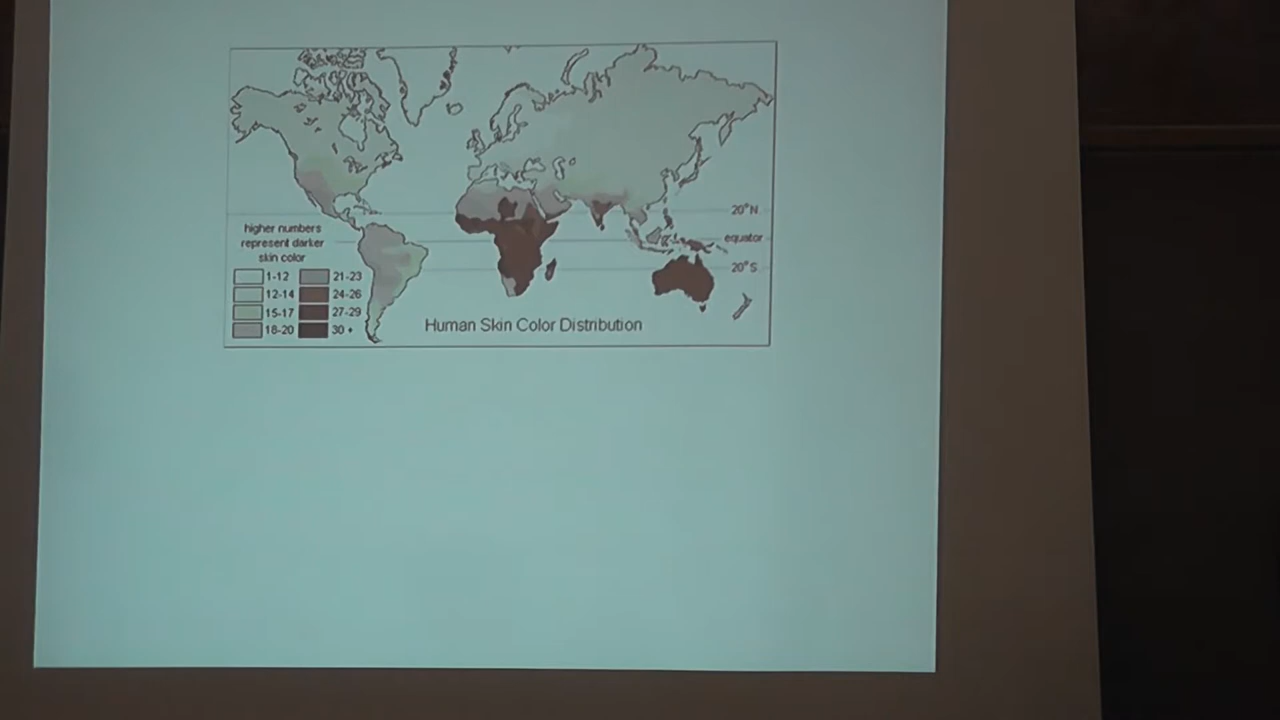 20°N
higher numbers
represent darker
skin color
equator
20°S
1-12 21-23
12-14 24-26
15-17 27-29
18-20 30 +
Human Skin Color Distribution